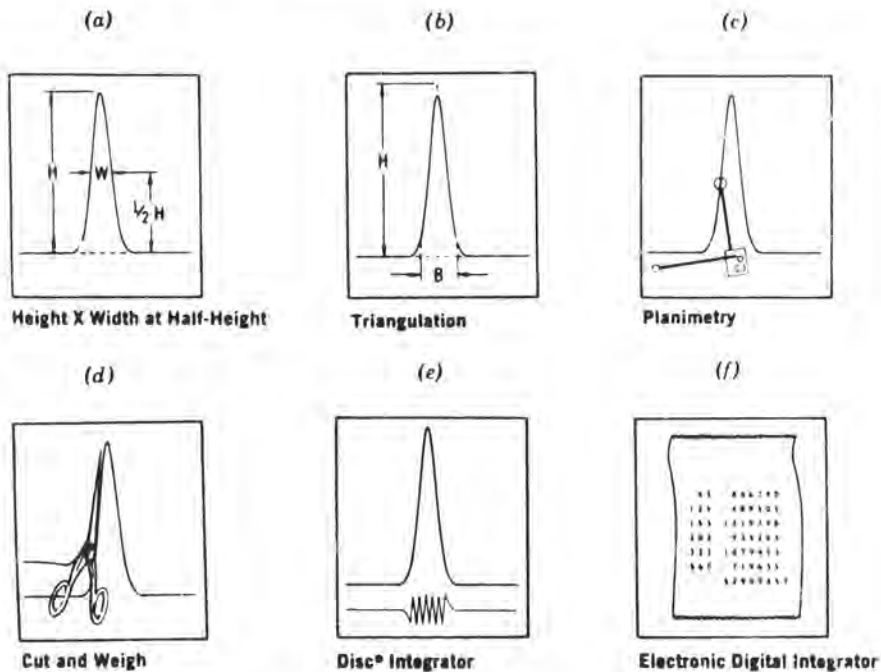 (a) (b) (c)
H W ½ H
H B
Height X Width at Half-Height Triangulation Planimetry
(d) (e) (f)
Cut and Weigh Disc® Integrator Electronic Digital Integrator